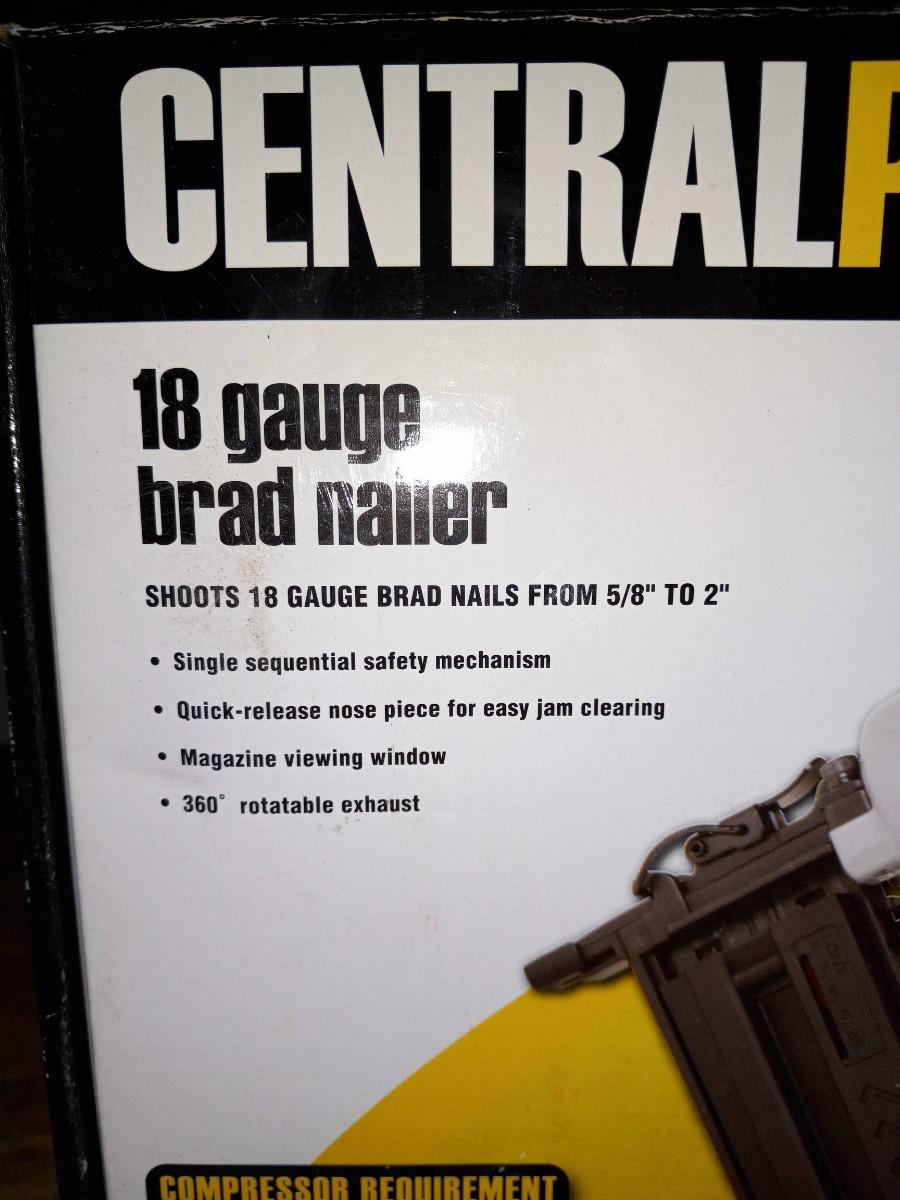 CENTRALP
18 gauge
brad nailer
SHOOTS 18 GAUGE BRAD NAILS FROM 5/8" TO 2"
• Single sequential safety mechanism
• Quick-release nose piece for easy jam clearing
• Magazine viewing window
• 360° rotatable exhaust
COMPRESSOR REQUIREMENT